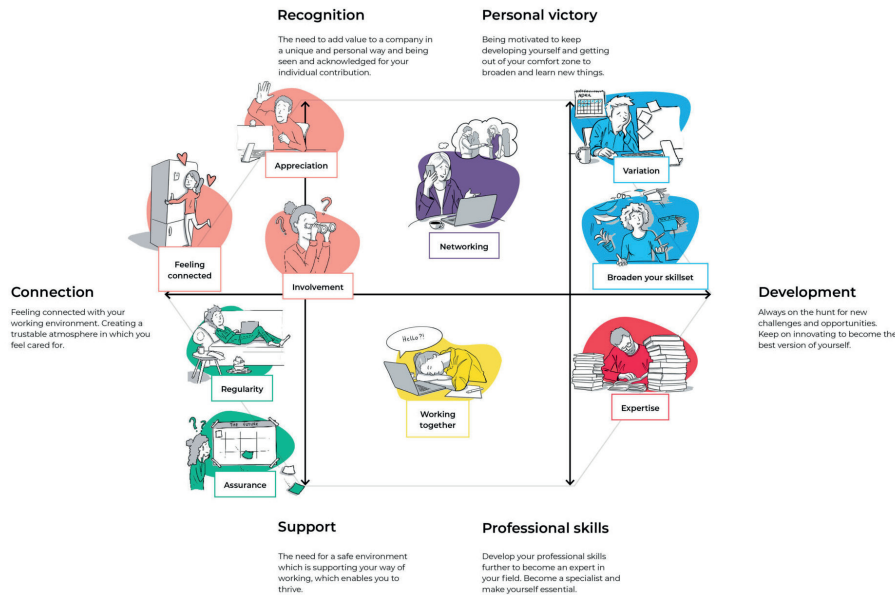 Recognition
The need to add value to a company in
a unique and personal way and being
seen and acknowledged for your
individual contribution.
Personal victory
Being motivated to keep
developing yourself and getting
out of your comfort zone to
broaden and learn new things.
APRIL
Appreciation
Variation
Feeling
connected
Involvement
??
Networking
Broaden your skillset
Connection
Feeling connected with your
working environment. Creating a
trustable atmosphere in which you
feel cared for.
Development
Always on the hunt for new
challenges and opportunities.
Keep on innovating to become the
best version of yourself.
Regularity
Hello?!
Working
together
Expertise
??
THE FUTURE
Assurance
Support
The need for a safe environment
which is supporting your way of
working, which enables you to
thrive.
Professional skills
Develop your professional skills
further to become an expert in
your field. Become a specialist and
make yourself essential.